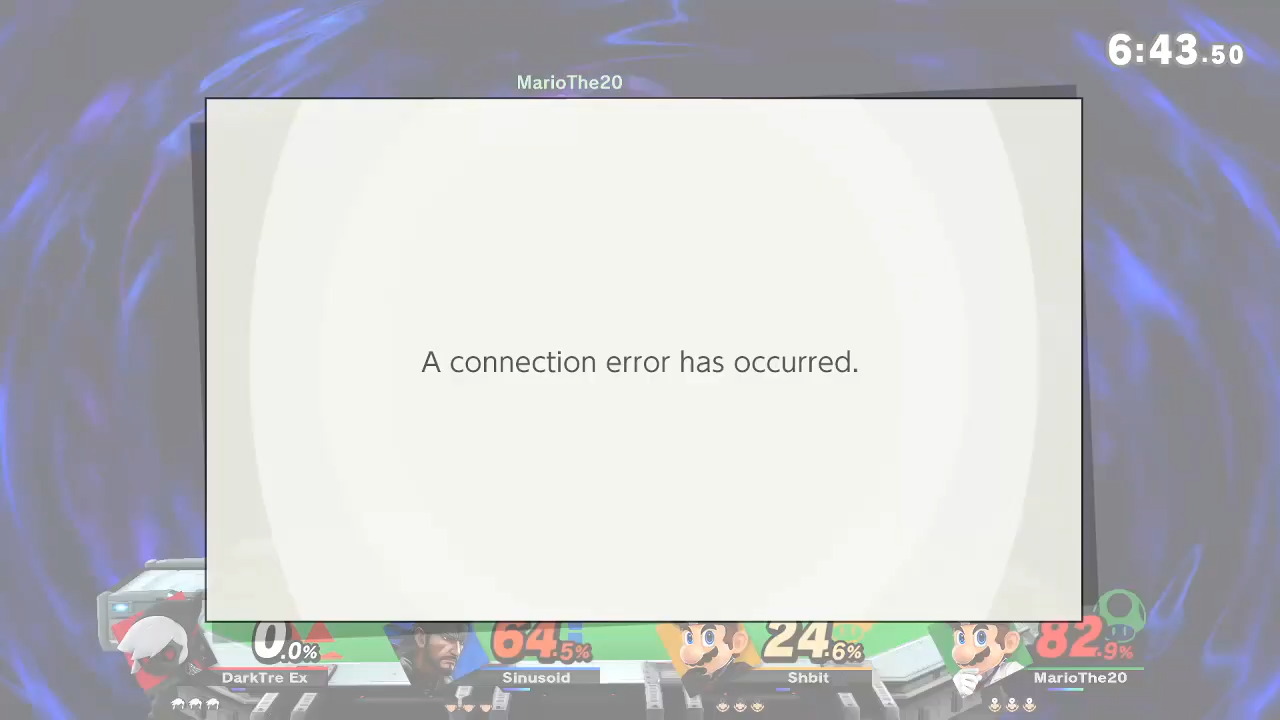 6:43.50
MarioThe20
A connection error has occurred.
0.0%
64.5%
24.6%
82.9%
DarkTre Ex
Sinusoid
Shbit
MarioThe20